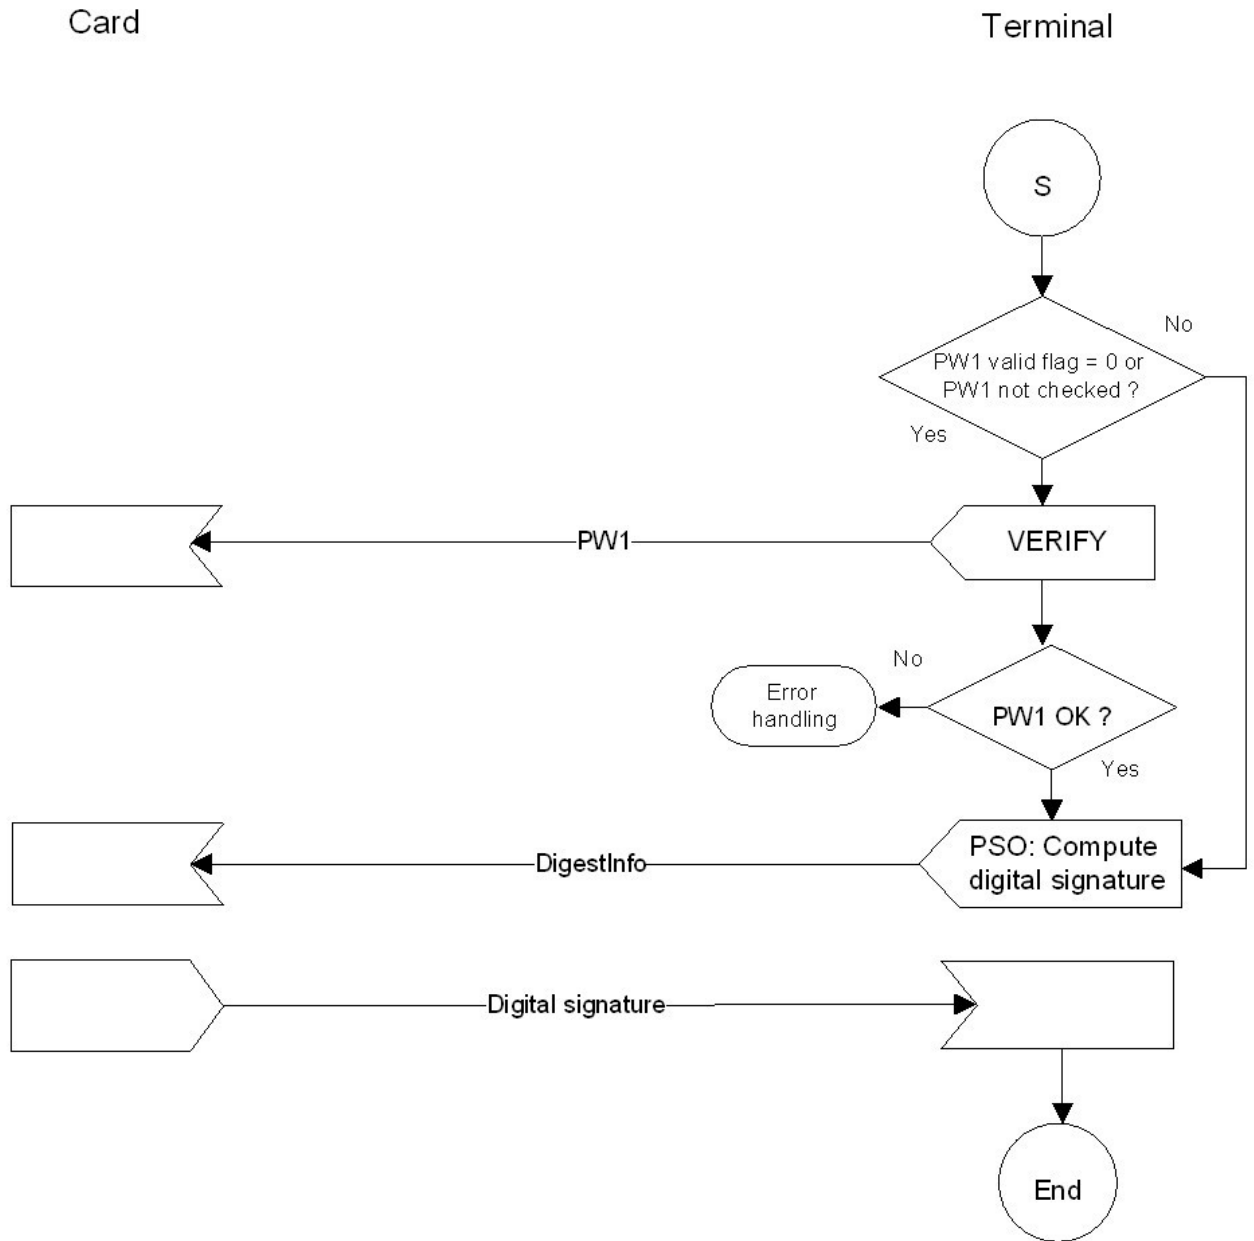 Card
Terminal
S
No
PW1 valid flag = 0 or
PW1 not checked ?
Yes
PW1
VERIFY
No
Error
handling
PW1 OK ?
Yes
DigestInfo
PSO: Compute
digital signature
Digital signature
End